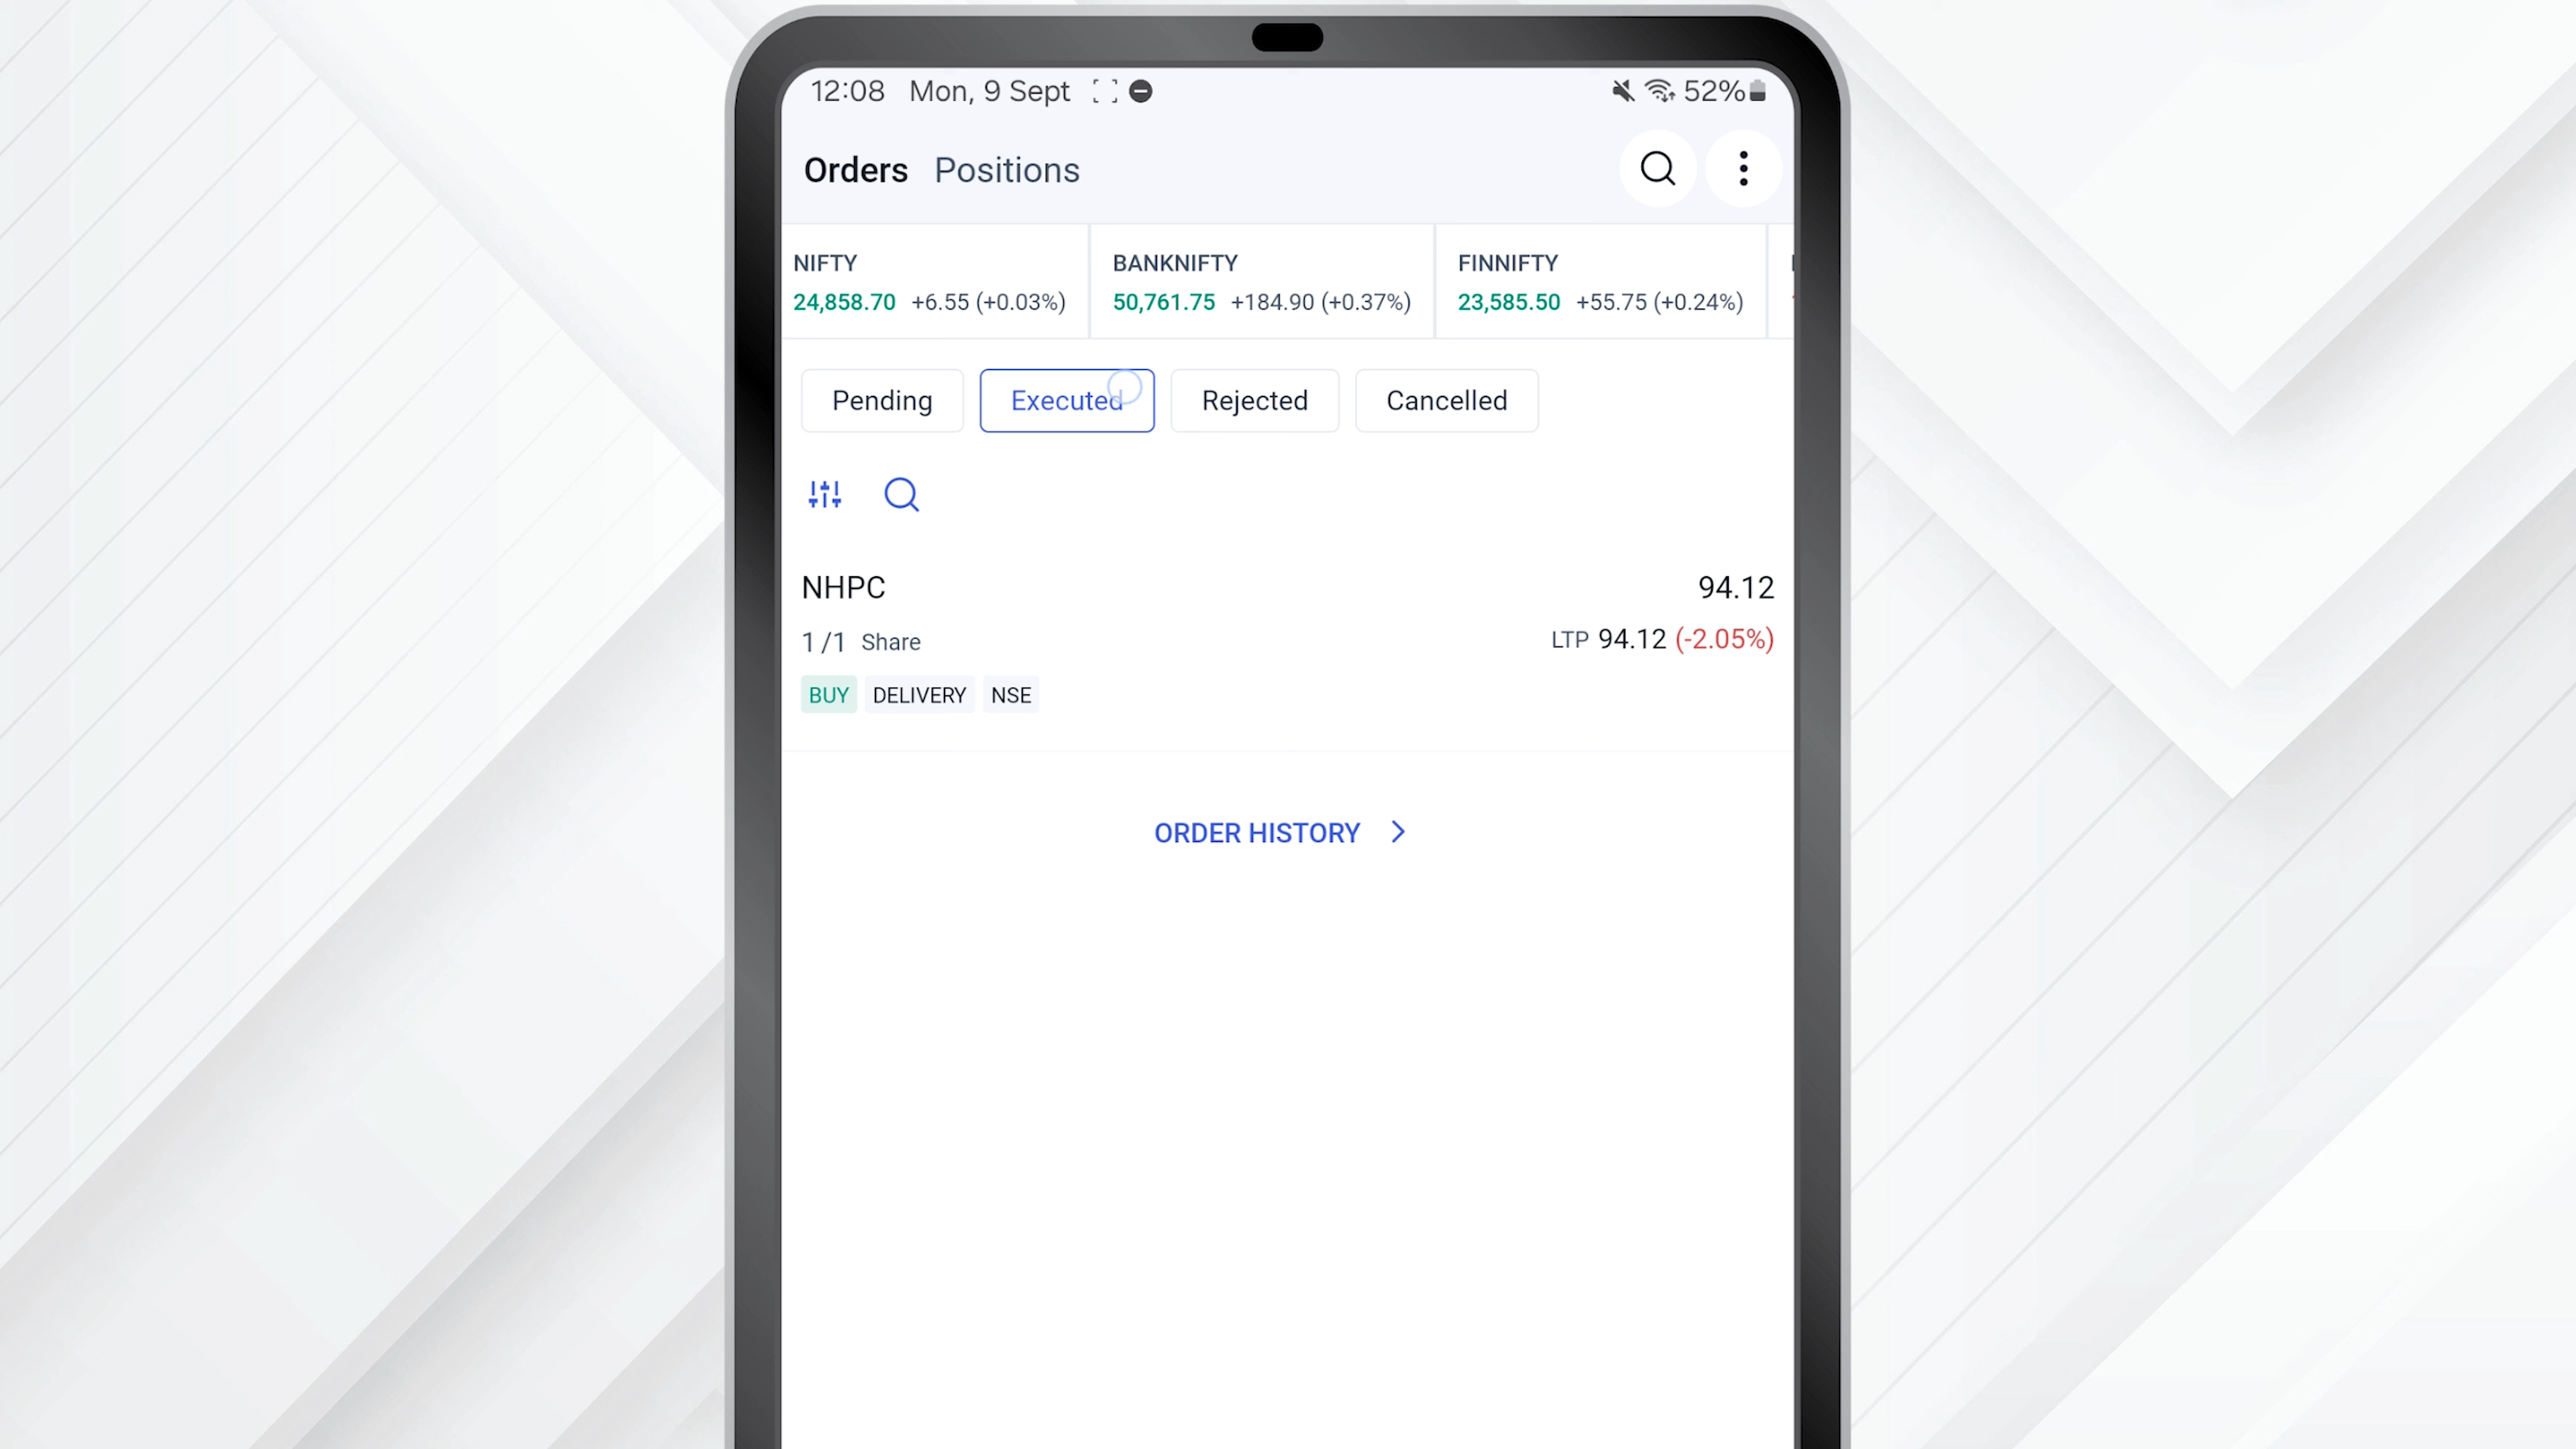 12:08 Mon, 9 Sept 52%
Orders Positions
NIFTY BANKNIFTY FINNIFTY
24,858.70 +6.55 (+0.03%) 50,761.75 +184.90 (+0.37%) 23,585.50 +55.75 (+0.24%)
Pending Executed Rejected Cancelled
NHPC 94.12
1 /1 Share LTP 94.12 (-2.05%)
BUY DELIVERY NSE
ORDER HISTORY